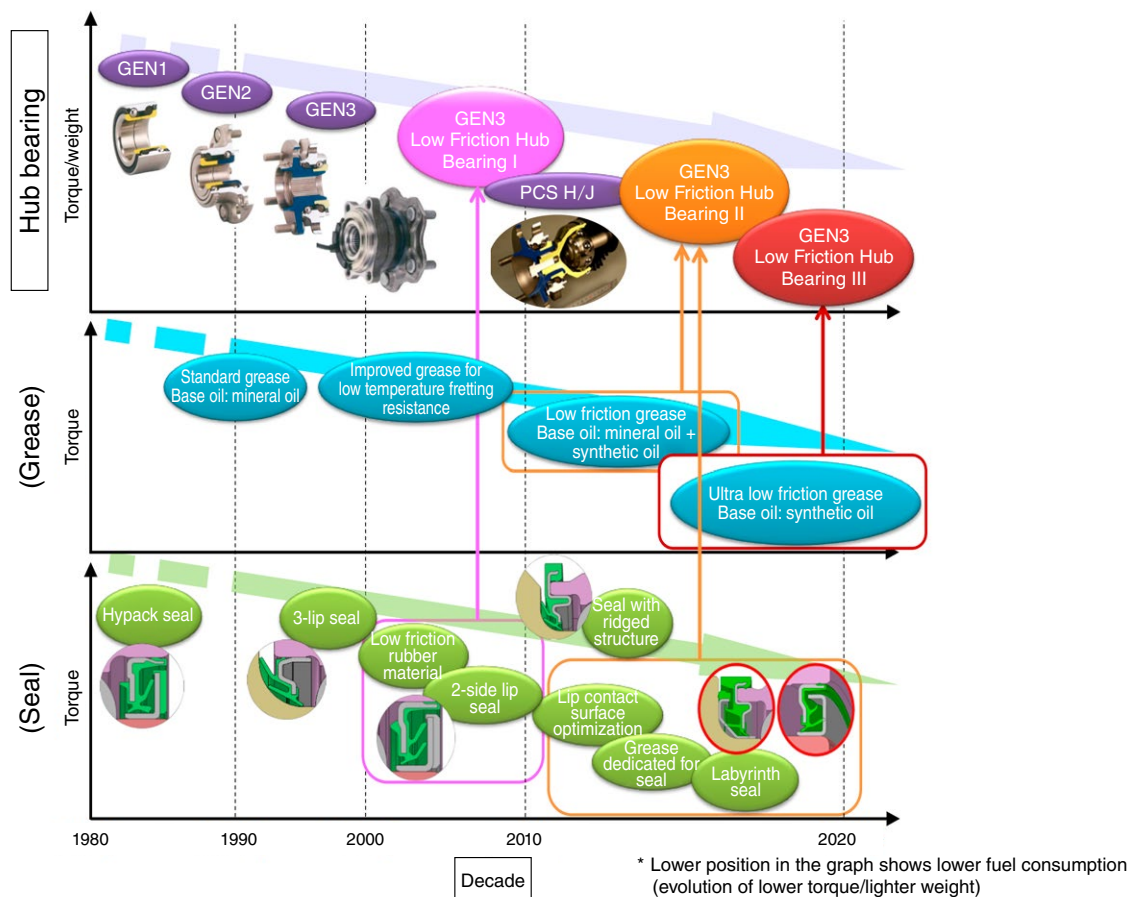 Hub bearing
Torque/weight
GEN1
GEN2
GEN3
GEN3
Low Friction Hub
Bearing I
PCS H/J
GEN3
Low Friction Hub
Bearing II
GEN3
Low Friction Hub
Bearing III
(Grease)
Torque
Standard grease
Base oil: mineral oil
Improved grease for
low temperature fretting
resistance
Low friction grease
Base oil: mineral oil +
synthetic oil
Ultra low friction grease
Base oil: synthetic oil
(Seal)
Torque
Hypack seal
3-lip seal
Low friction
rubber
material
2-side lip
seal
Seal with
ridged
structure
Lip contact
surface
optimization
Grease
dedicated for
seal
Labyrinth
seal
1980
1990
2000
2010
2020
Decade
* Lower position in the graph shows lower fuel consumption
(evolution of lower torque/lighter weight)